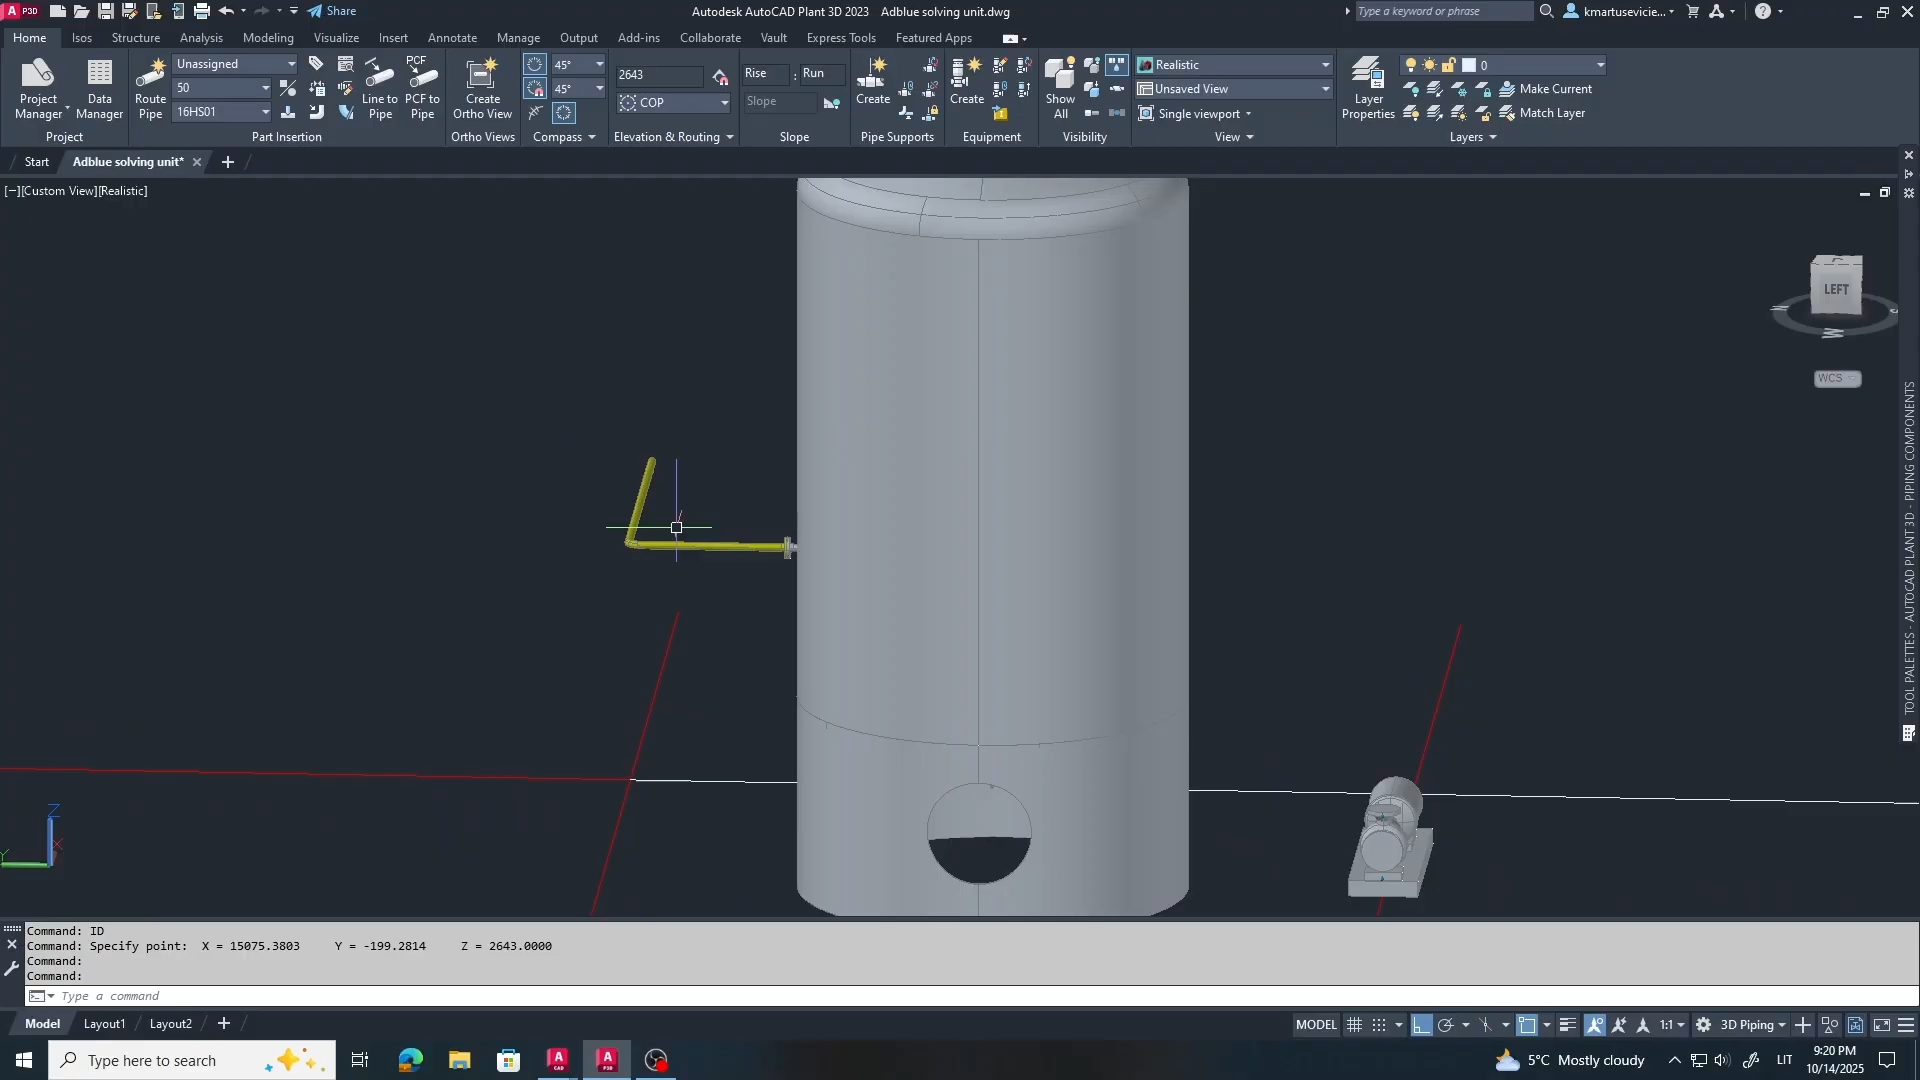 A P3D
Share
Autodesk AutoCAD Plant 3D 2023 Adblue solving unit.dwg
Type a keyword or phrase
kmartusevicie...
Home Isos Structure Analysis Modeling Visualize Insert Annotate Manage Output Add-ins Collaborate Vault Express Tools Featured Apps
Project Manager
Data Manager
Project
Route Pipe
Unassigned
50
16HS01
Line to Pipe
PCF
PCF to Pipe
Part Insertion
Create Ortho View
Ortho Views
45°
45°
Compass
2643
COP
Elevation & Routing
Rise : Run
Slope
Slope
Create
Pipe Supports
Create
Equipment
Show All
Visibility
Realistic
Unsaved View
Single viewport
View
Layer Properties
0
Make Current
Match Layer
Layers
Start
Adblue solving unit*
[−][Custom View][Realistic]
LEFT
W
WCS
TOOL PALETTES - AUTOCAD PLANT 3D - PIPING COMPONENTS
Z
X
Y
Command: ID
Command: Specify point: X = 15075.3803 Y = -199.2814 Z = 2643.0000
Command:
Command:
Type a command
Model Layout1 Layout2
MODEL
1:1
3D Piping
Type here to search
5°C Mostly cloudy
LIT
9:20 PM
10/14/2025